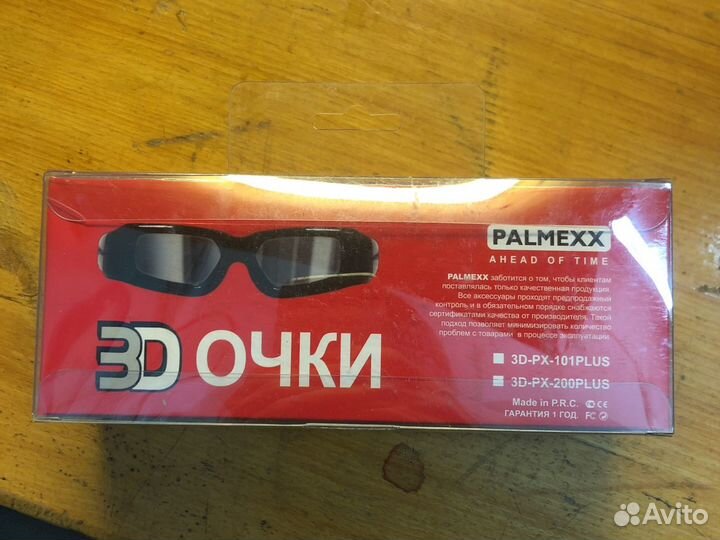 PALMEXX
AHEAD OF TIME
PALMEXX заботится о том, чтобы клиентам
поставлялась только качественная продукция.
Все аксессуары проходят предпродажный
контроль и в обязательном порядке снабжаются
сертификатами качества от производителя. Такой
подход позволяет минимизировать количество
проблем с товарами в процессе эксплуатации.
3D ОЧКИ
3D-PX-101PLUS
3D-PX-200PLUS
Made in P.R.C. CE
ГАРАНТИЯ 1 ГОД. FC
Avito